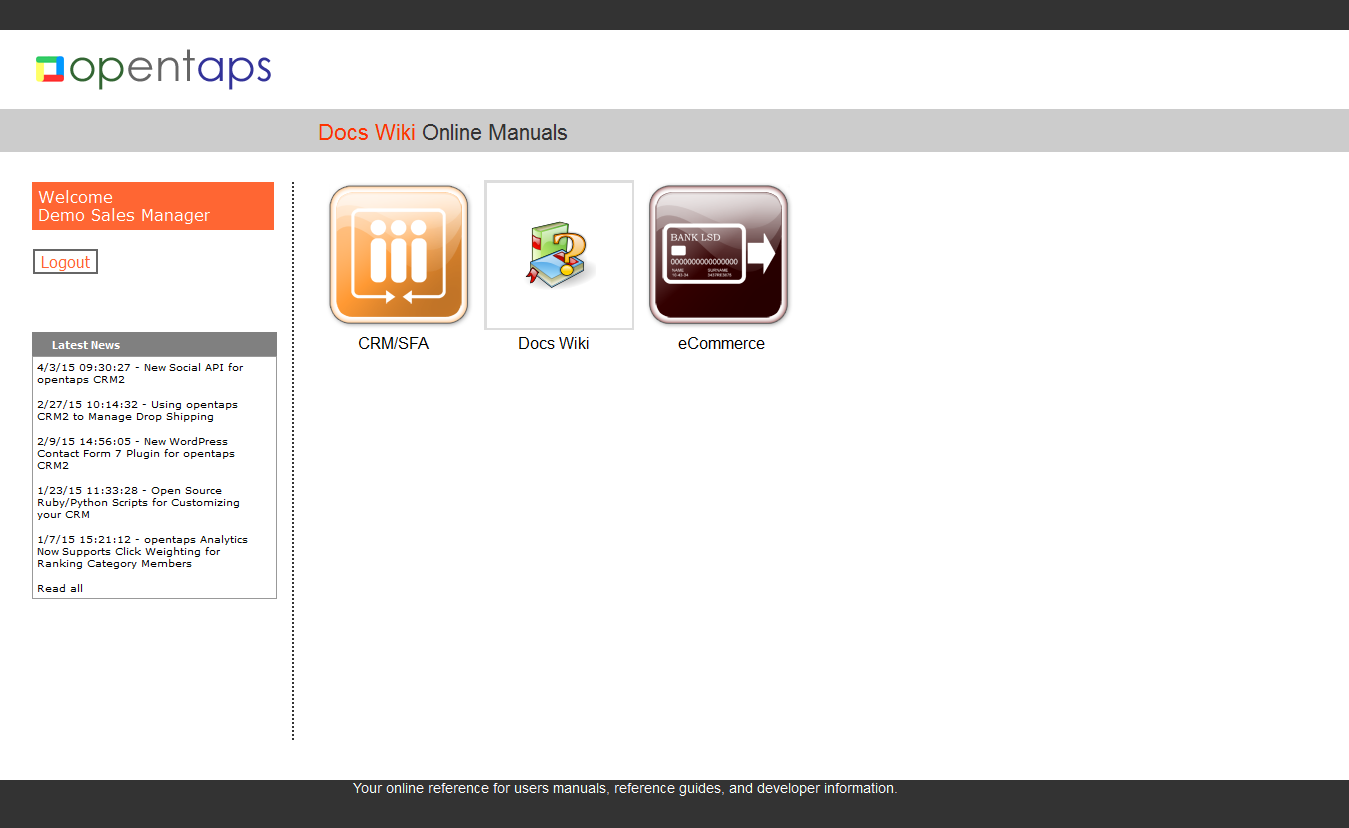 opentaps
Docs Wiki Online Manuals
Welcome
Demo Sales Manager
Logout
Latest News
4/3/15 09:30:27 - New Social API for
opentaps CRM2
2/27/15 10:14:32 - Using opentaps
CRM2 to Manage Drop Shipping
2/9/15 14:56:05 - New WordPress
Contact Form 7 Plugin for opentaps
CRM2
1/23/15 11:33:28 - Open Source
Ruby/Python Scripts for Customizing
your CRM
1/7/15 15:21:12 - opentaps Analytics
Now Supports Click Weighting for
Ranking Category Members
Read all
BANK LSD
NAME SURNAME
CRM/SFA
Docs Wiki
eCommerce
Your online reference for users manuals, reference guides, and developer information.